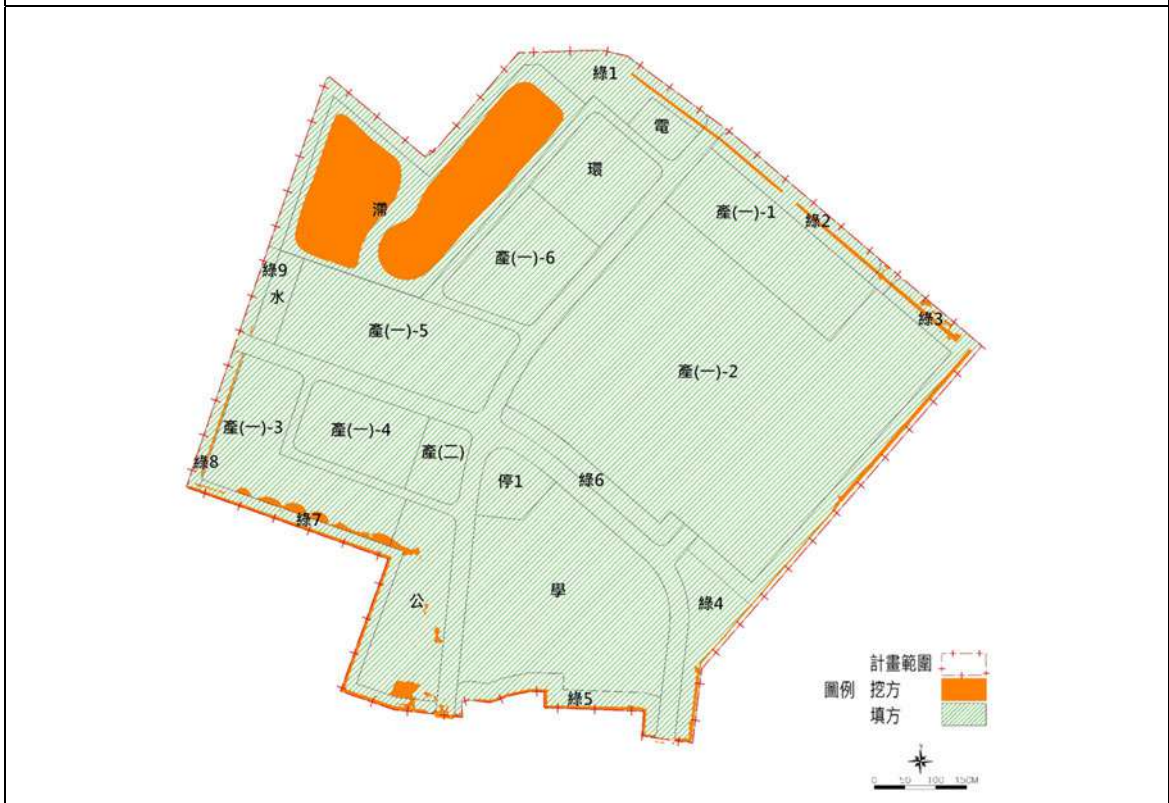 綠1
電
環
產(一)-1
滯
綠2
產(一)-6
綠9
水
綠3
產(一)-5
產(一)-2
產(一)-3
產(一)-4
產(二)
綠8
停1
綠6
綠7
公
學
綠4
綠5
計畫範圍
圖例 挖方
填方
0 50 100 150M